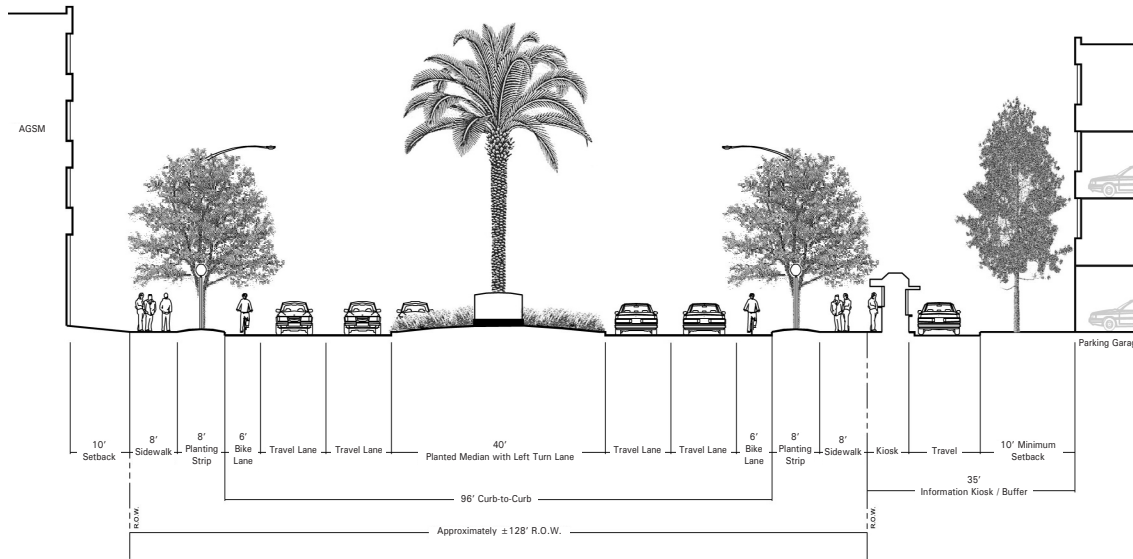 AGSM
Parking Garag
10'
Setback
8'
Sidewalk
8'
Planting
Strip
6'
Bike
Lane
Travel Lane
Travel Lane
40'
Planted Median with Left Turn Lane
Travel Lane
Travel Lane
6'
Bike
Lane
8'
Planting
Strip
8'
Sidewalk
Kiosk
Travel
10' Minimum
Setback
35'
Information Kiosk / Buffer
96' Curb-to-Curb
R.O.W.
R.O.W.
Approximately ±128' R.O.W.